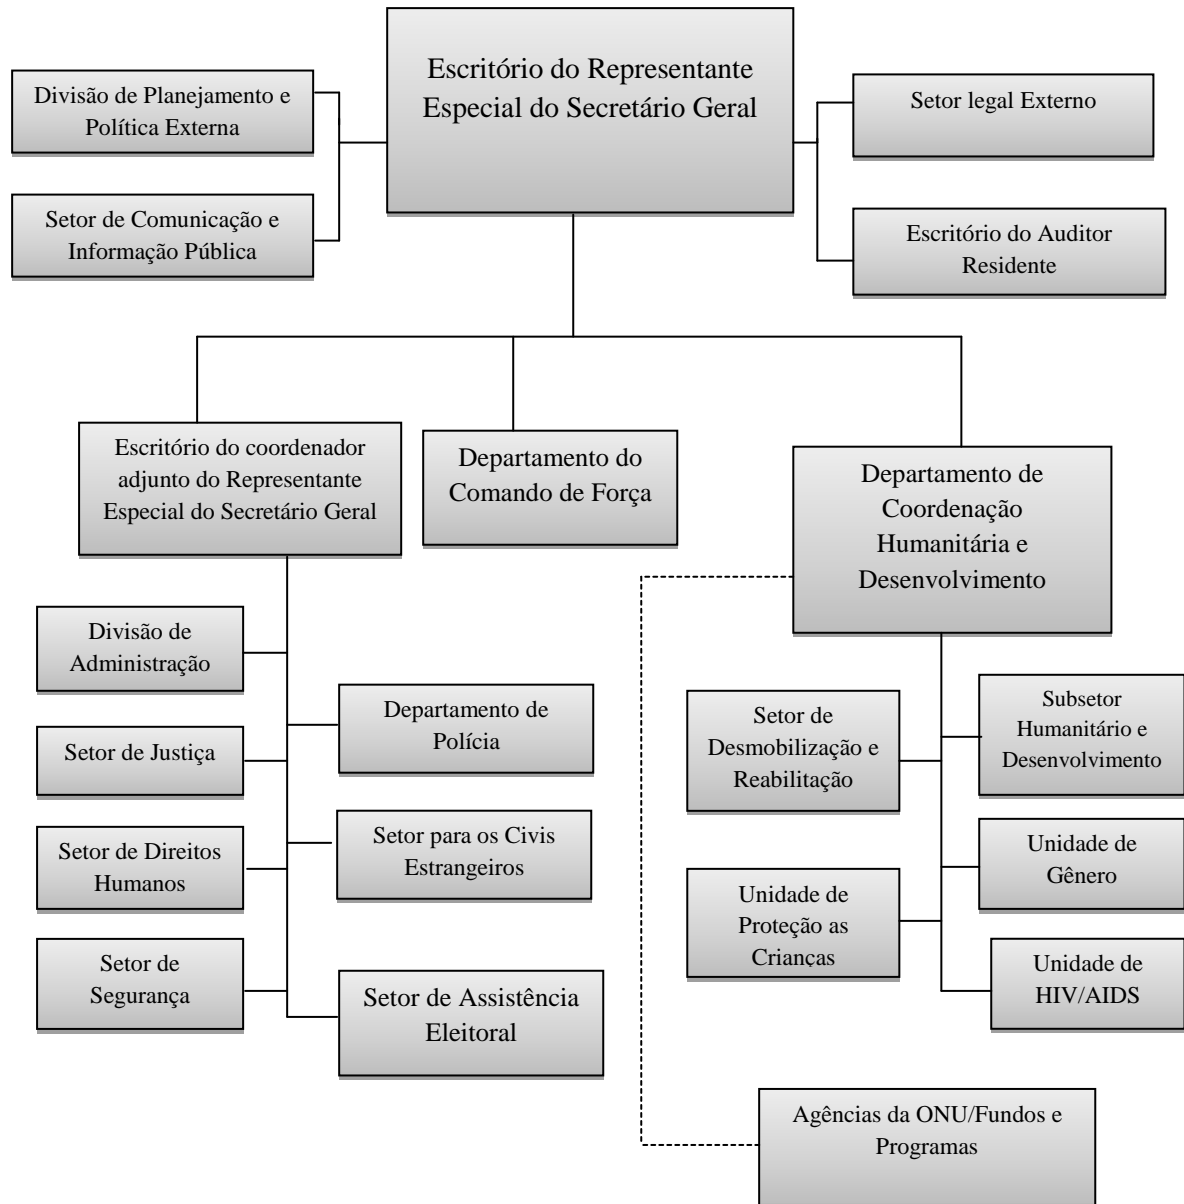 Escritório do Representante
Especial do Secretário Geral
Divisão de Planejamento e
Política Externa
Setor de Comunicação e
Informação Pública
Setor legal Externo
Escritório do Auditor
Residente
Escritório do coordenador
adjunto do Representante
Especial do Secretário Geral
Departamento do
Comando de Força
Departamento de
Coordenação
Humanitária e
Desenvolvimento
Divisão de
Administração
Setor de Justiça
Setor de Direitos
Humanos
Setor de
Segurança
Departamento de
Polícia
Setor para os Civis
Estrangeiros
Setor de Assistência
Eleitoral
Setor de
Desmobilização e
Reabilitação
Unidade de
Proteção as
Crianças
Subsetor
Humanitário e
Desenvolvimento
Unidade de
Gênero
Unidade de
HIV/AIDS
Agências da ONU/Fundos e
Programas